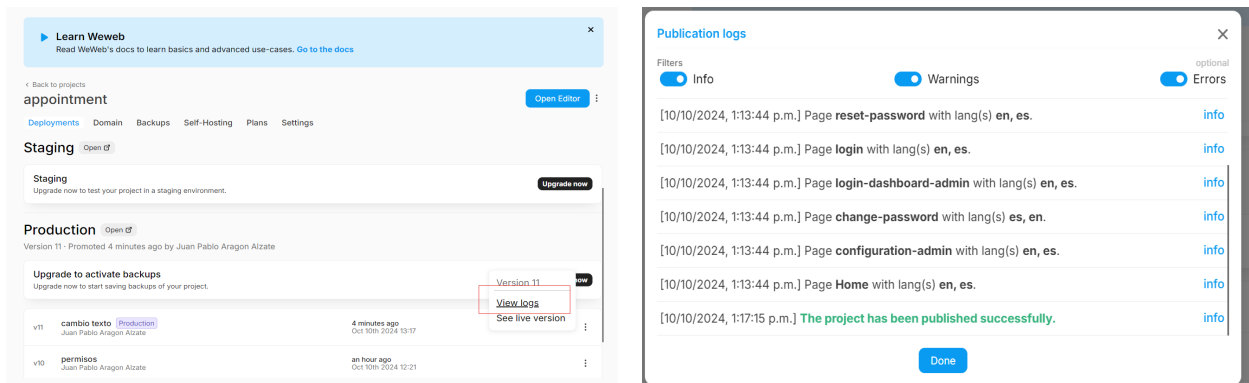 Learn Weweb
Read WeWeb's docs to learn basics and advanced use-cases. Go to the docs
Back to projects
appointment
Open Editor
Deployments Domain Backups Self-Hosting Plans Settings
Staging Open
Staging
Upgrade now to test your project in a staging environment.
Upgrade now
Production Open
Version 11 · Promoted 4 minutes ago by Juan Pablo Aragon Alzate
Upgrade to activate backups
Upgrade now to start saving backups of your project.
now
Version 11
View logs
See live version
v11 cambio texto Production
Juan Pablo Aragon Alzate
4 minutes ago
Oct 10th 2024 13:17
v10 permisos
Juan Pablo Aragon Alzate
an hour ago
Oct 10th 2024 12:21
Publication logs
Filters
optional
Info Warnings Errors
[10/10/2024, 1:13:44 p.m.] Page reset-password with lang(s) en, es. info
[10/10/2024, 1:13:44 p.m.] Page login with lang(s) en, es. info
[10/10/2024, 1:13:44 p.m.] Page login-dashboard-admin with lang(s) en, es. info
[10/10/2024, 1:13:44 p.m.] Page change-password with lang(s) es, en. info
[10/10/2024, 1:13:44 p.m.] Page configuration-admin with lang(s) en, es. info
[10/10/2024, 1:13:44 p.m.] Page Home with lang(s) en, es. info
[10/10/2024, 1:17:15 p.m.] The project has been published successfully. info
Done